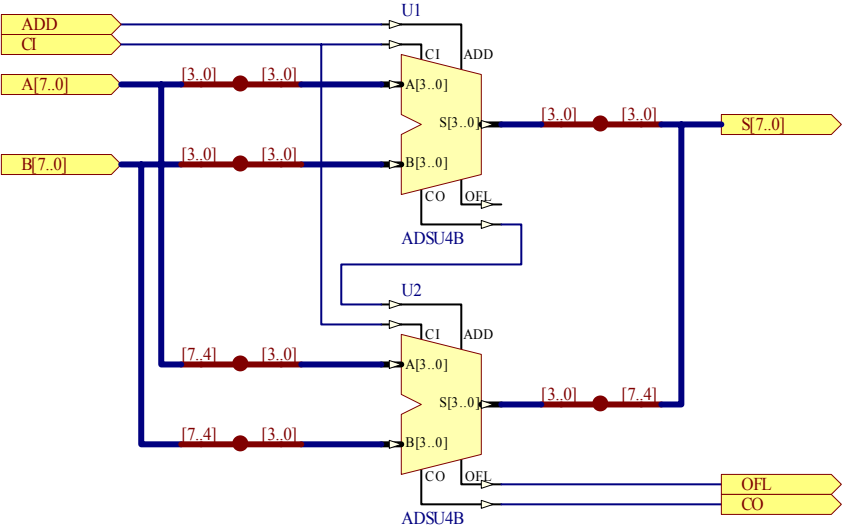 U1
ADD
CI
CI
ADD
A[7..0]
[3..0]
[3..0]
A[3..0]
S[3..0]
[3..0]
[3..0]
S[7..0]
B[7..0]
[3..0]
[3..0]
B[3..0]
CO
OFL
ADSU4B
U2
CI
ADD
[7..4]
[3..0]
A[3..0]
S[3..0]
[3..0]
[7..4]
[7..4]
[3..0]
B[3..0]
CO
OFL
OFL
CO
ADSU4B